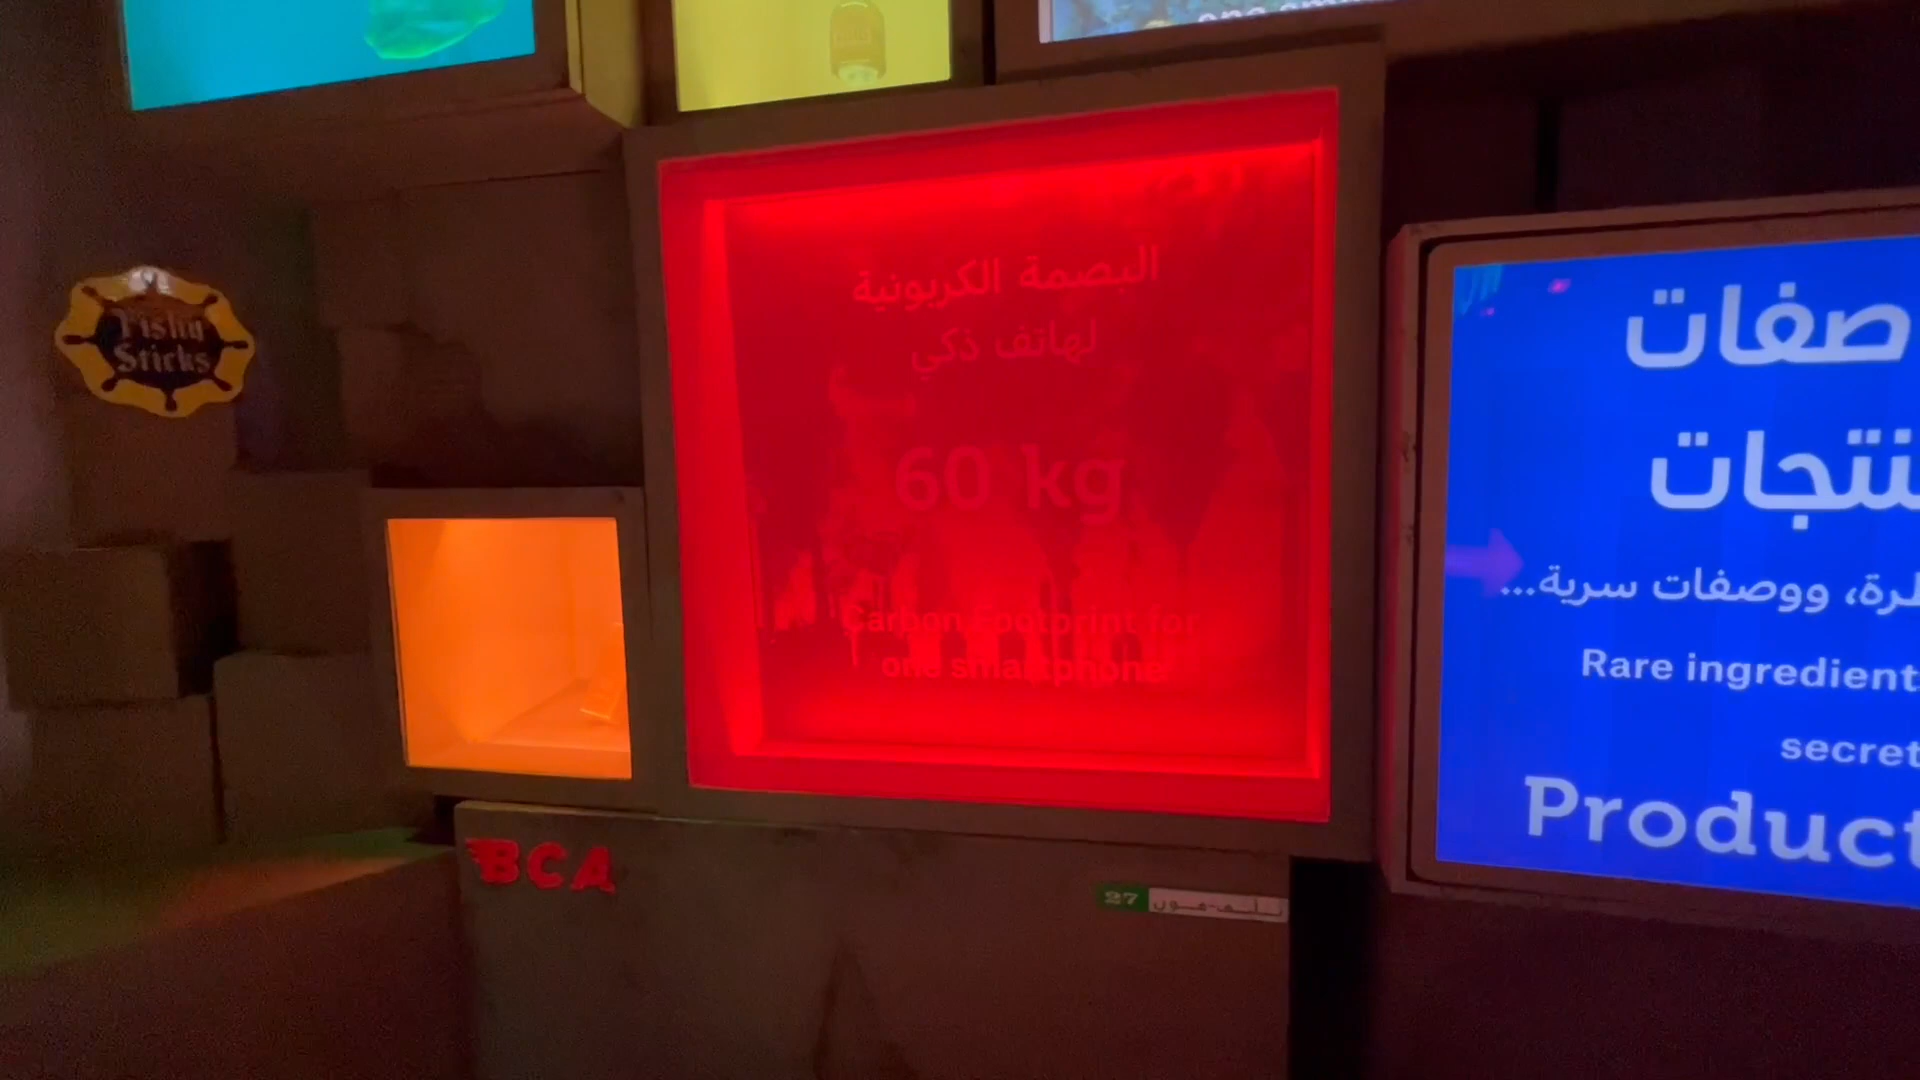 Fishy
Sticks
البصمة الكربونية
لهاتف ذكي
60 kg
Carbon Footprint for
one smartphone
BCA
27
صفات
نتجات
ووصفات سرية...
Rare ingredient
secret
Product